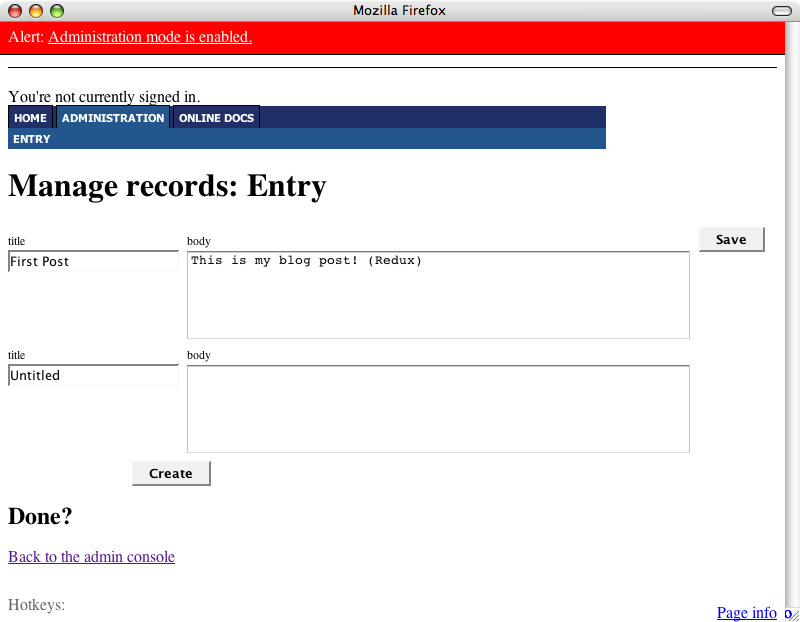 Mozilla Firefox
Alert: Administration mode is enabled.
You're not currently signed in.
HOME ADMINISTRATION ONLINE DOCS
ENTRY
Manage records: Entry
title body Save
First Post This is my blog post! (Redux)
title body
Untitled
Create
Done?
Back to the admin console
Hotkeys:
Page info